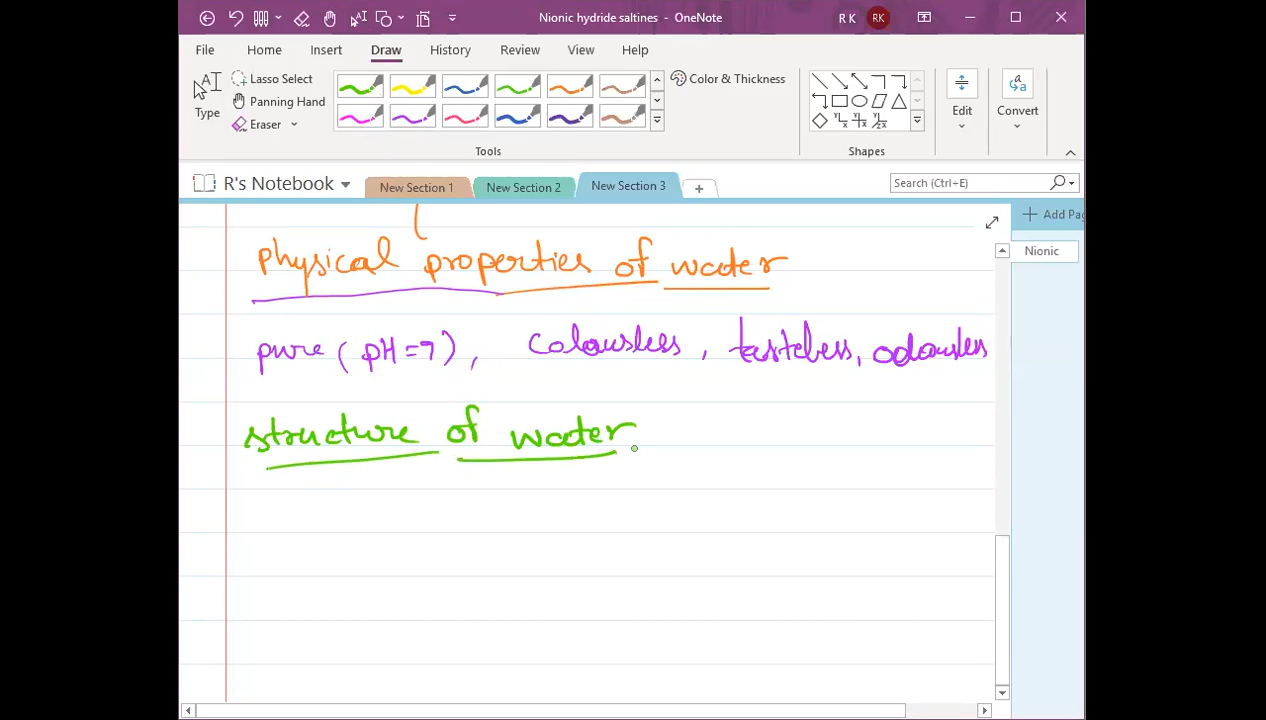 Nionic hydride saltines - OneNote
R K
RK
File Home Insert Draw History Review View Help
Type
Lasso Select
Panning Hand
Eraser
Tools
Color & Thickness
Shapes
Edit
Convert
R's Notebook
New Section 1
New Section 2
New Section 3
Search (Ctrl+E)
Add Pag
Nionic
physical properties of water
pure (pH=7), colourless, tasteless, odourless
structure of water